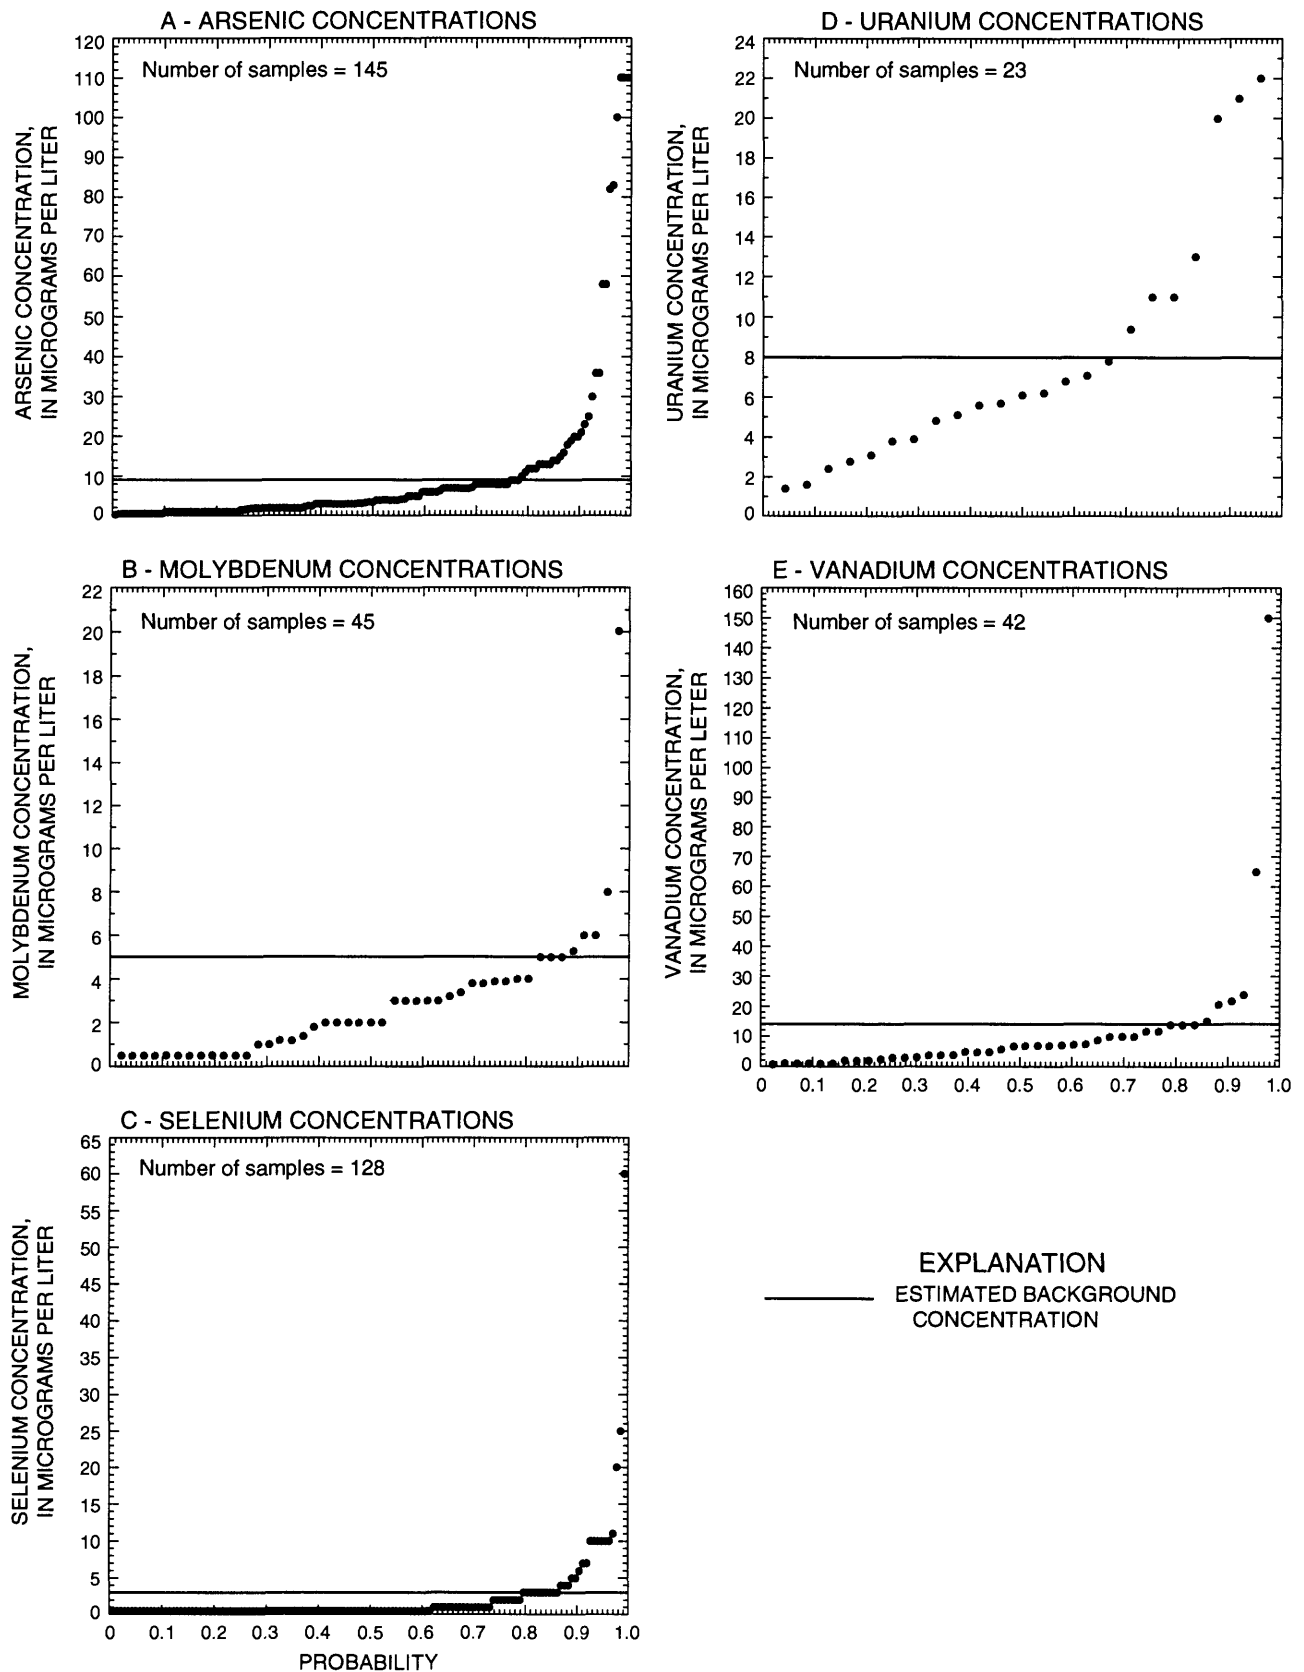 A - ARSENIC CONCENTRATIONS
Number of samples = 145
ARSENIC CONCENTRATION,
IN MICROGRAMS PER LITER
120
110
100
90
80
70
60
50
40
30
20
10
0
B - MOLYBDENUM CONCENTRATIONS
Number of samples = 45
MOLYBDENUM CONCENTRATION,
IN MICROGRAMS PER LITER
22
20
18
16
14
12
10
8
6
4
2
0
C - SELENIUM CONCENTRATIONS
Number of samples = 128
SELENIUM CONCENTRATION,
IN MICROGRAMS PER LITER
65
60
55
50
45
40
35
30
25
20
15
10
5
0
0 0.1 0.2 0.3 0.4 0.5 0.6 0.7 0.8 0.9 1.0
PROBABILITY
D - URANIUM CONCENTRATIONS
Number of samples = 23
URANIUM CONCENTRATION,
IN MICROGRAMS PER LITER
24
22
20
18
16
14
12
10
8
6
4
2
0
E - VANADIUM CONCENTRATIONS
Number of samples = 42
VANADIUM CONCENTRATION,
IN MICROGRAMS PER LETER
160
150
140
130
120
110
100
90
80
70
60
50
40
30
20
10
0
0 0.1 0.2 0.3 0.4 0.5 0.6 0.7 0.8 0.9 1.0
EXPLANATION
ESTIMATED BACKGROUND
CONCENTRATION